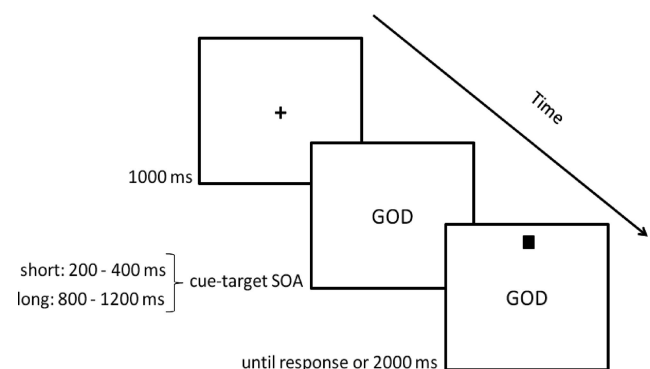 +
Time
1000 ms
GOD
short: 200 - 400 ms
long: 800 - 1200 ms
cue-target SOA
GOD
until response or 2000 ms